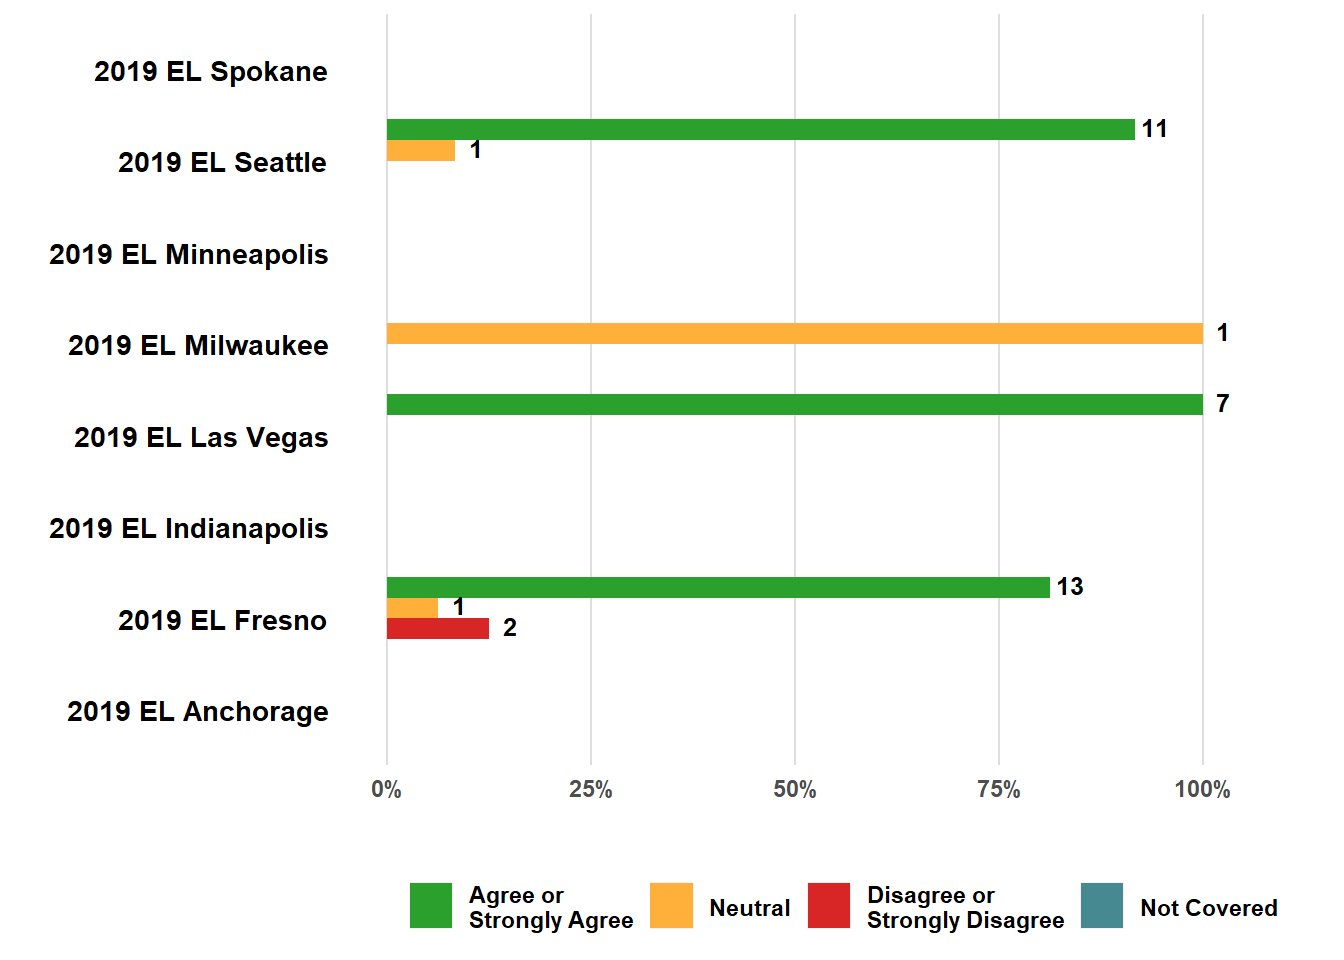 2019 EL Spokane
11
1
2019 EL Seattle
2019 EL Minneapolis
1
2019 EL Milwaukee
7
2019 EL Las Vegas
2019 EL Indianapolis
13
1
2019 EL Fresno
2
2019 EL Anchorage
0% 25% 50% 75% 100%
Agree or
Strongly Agree
Neutral
Disagree or
Strongly Disagree
Not Covered